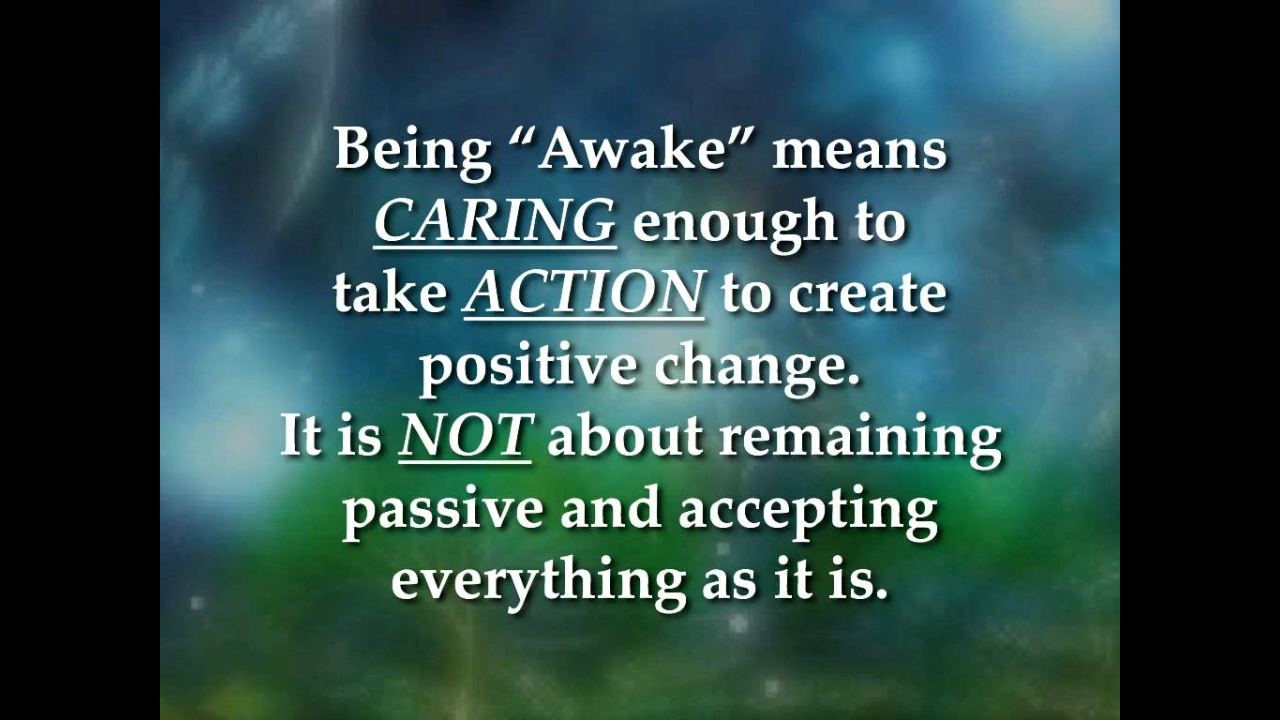 Being “Awake” means
CARING enough to
take ACTION to create
positive change.
It is NOT about remaining
passive and accepting
everything as it is.